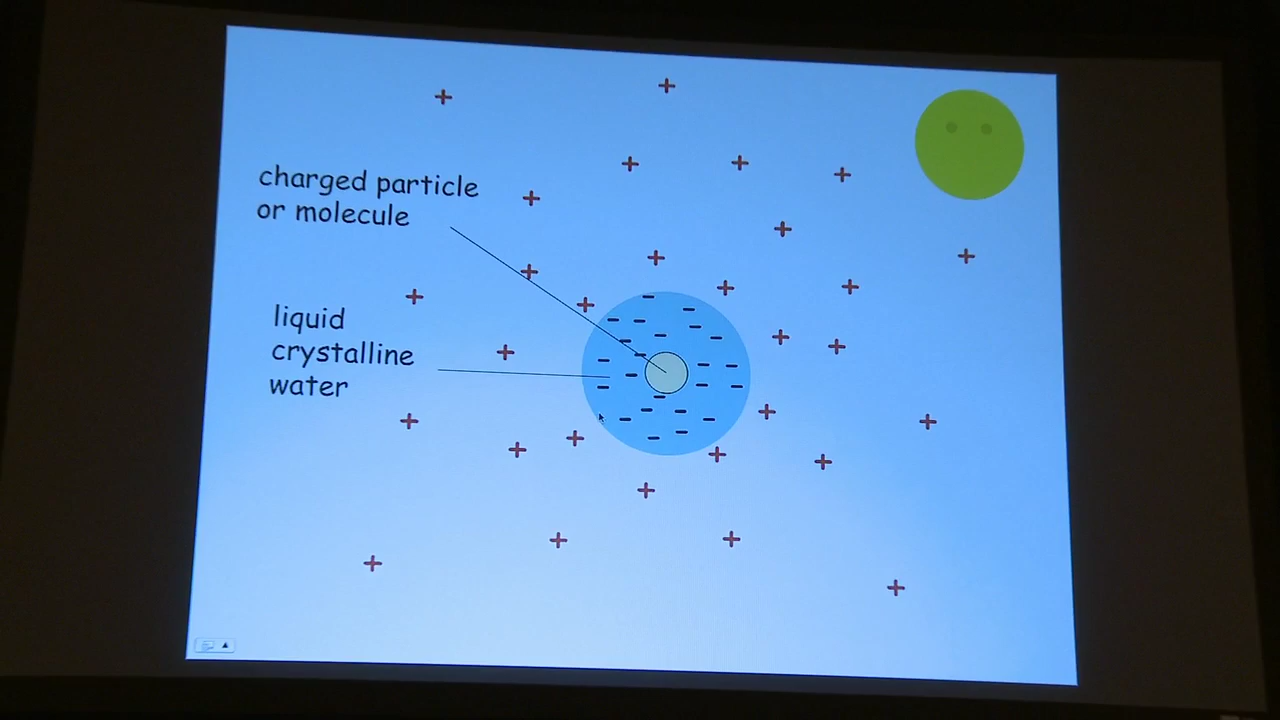 charged particle
or molecule
liquid
crystalline
water